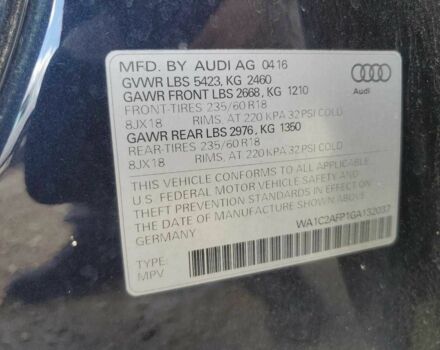 MFD. BY AUDI AG 04 16
GVWR LBS 5423, KG 2460
GAWR FRONT LBS 2668, KG 1210
FRONT-TIRES 235/60 R18
8JX18 RIMS, AT 220 KPA 32 PSI COLD
GAWR REAR LBS 2976, KG 1350
REAR-TIRES 235/60 R18
8JX18 RIMS, AT 220 KPA 32 PSI COLD
Audi
THIS VEHICLE CONFORMS TO ALL APPLICABLE
U.S. FEDERAL MOTOR VEHICLE-SAFETY AND
THEFT PREVENTION STANDARDS IN EFFECT ON
THE DATE OF MANUFACTURE SHOWN ABOVE.
GERMANY
WA1C2AFP1GA132037
TYPE:
MPV